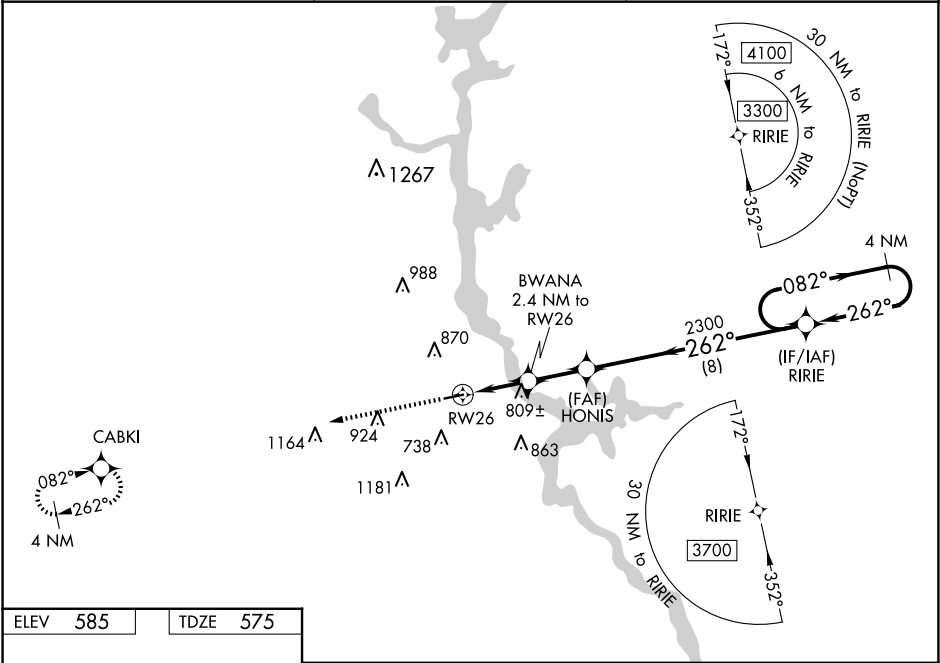 172°
4100
30 NM to RIRIE (NoPT)
6 NM to RIRIE
3300
RIRIE
352°
1267
4 NM
082°
262°
988
BWANA
2.4 NM to
RW26
2300
262°
(8)
(IF/IAF)
RIRIE
870
(FAF)
HONIS
RW26
809±
924
1164
738
863
1181
CABKI
082°
262°
4 NM
172°
30 NM to RIRIE
RIRIE
3700
352°
ELEV 585
TDZE 575